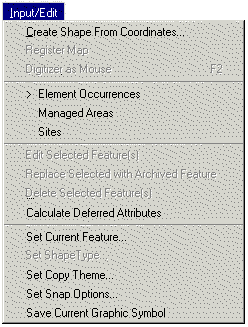 Input/Edit
Create Shape From Coordinates...
Register Map
Digitizer as Mouse F2
> Element Occurrences
Managed Areas
Sites
Edit Selected Feature(s)
Replace Selected with Archived Feature
Delete Selected Feature(s)
Calculate Deferred Attributes
Set Current Feature...
Set ShapeType
Set Copy Theme...
Set Snap Options...
Save Current Graphic Symbol